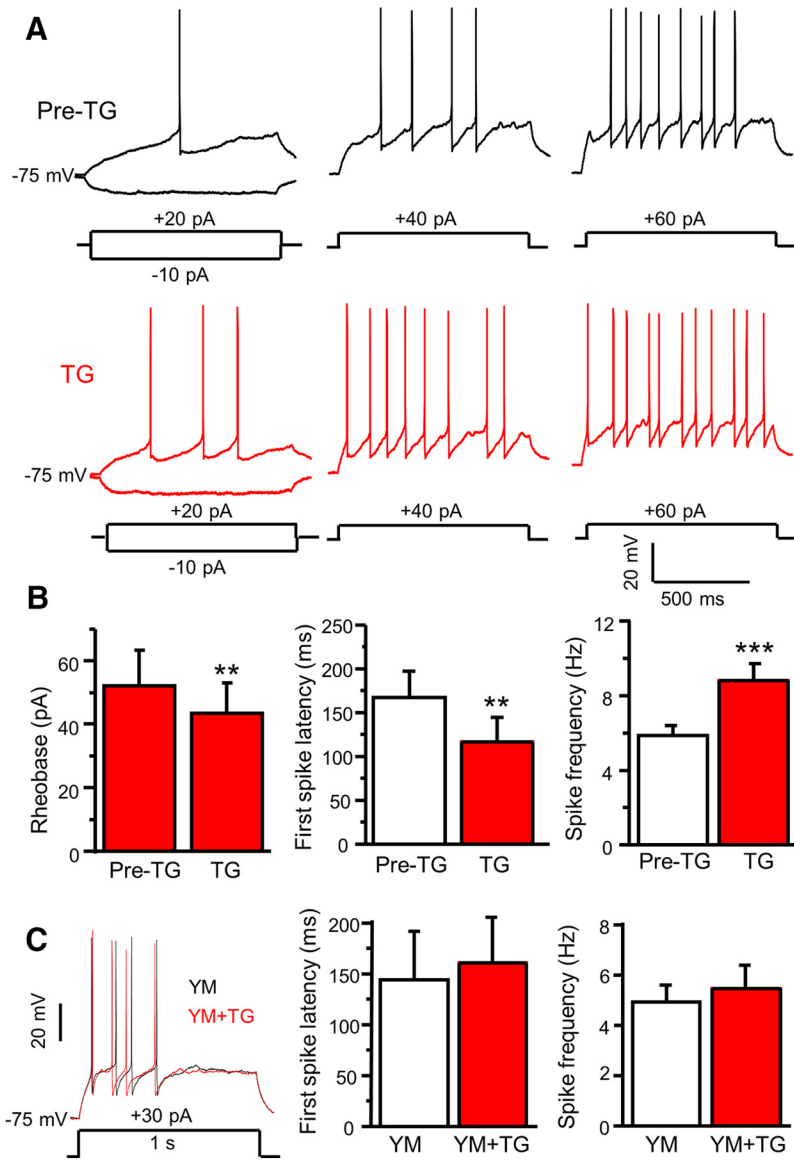 A
Pre-TG
-75 mV
+20 pA
-10 pA
+40 pA
+60 pA
TG
-75 mV
+20 pA
-10 pA
+40 pA
+60 pA
20 mV
500 ms
B
Rheobase (pA)
60
40
20
0
**
Pre-TG TG
First spike latency (ms)
250
200
150
100
50
0
**
Pre-TG TG
Spike frequency (Hz)
12
9
6
6
0
***
Pre-TG TG
C
20 mV
YM
YM+TG
-75 mV
+30 pA
1 s
First spike latency (ms)
200
150
100
50
0
YM YM+TG
Spike frequency (Hz)
8
6
4
2
0
YM YM+TG